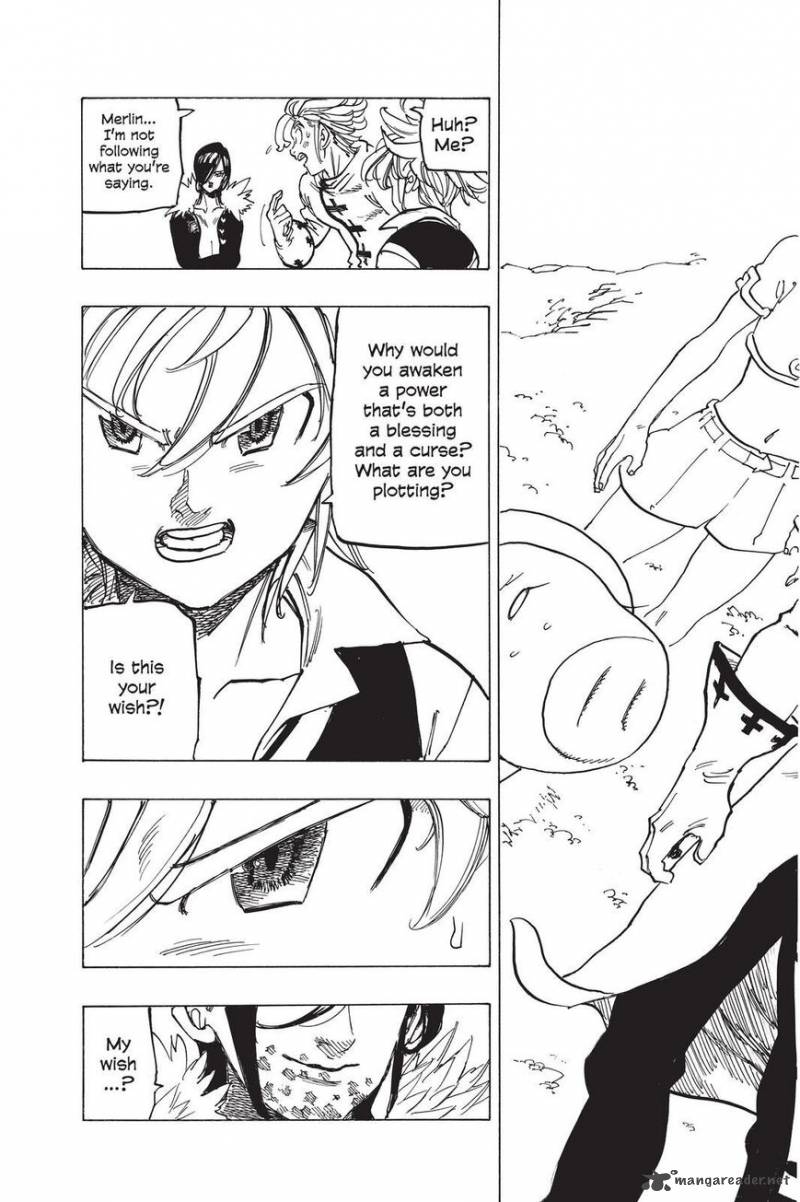 Huh?
Me?
Merlin...
I'm not
following
what you're
saying.
Why would
you awaken
a power
that's both
a blessing
and a curse?
What are you
plotting?
Is this
your
wish?!
My
wish
...?
mangareader.net